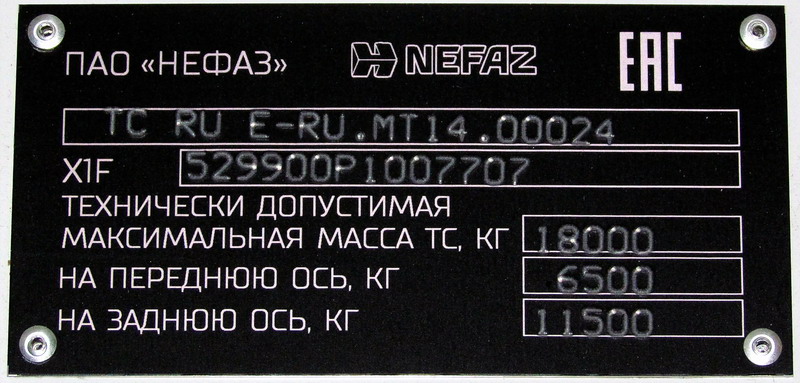 ПАО «НЕФАЗ» NEFAZ EAC
TC RU E-RU.MT14.00024
X1F 529900P1007707
ТЕХНИЧЕСКИ ДОПУСТИМАЯ
МАКСИМАЛЬНАЯ МАССА ТС, КГ 18000
НА ПЕРЕДНЮЮ ОСЬ, КГ 6500
НА ЗАДНЮЮ ОСЬ, КГ 11500